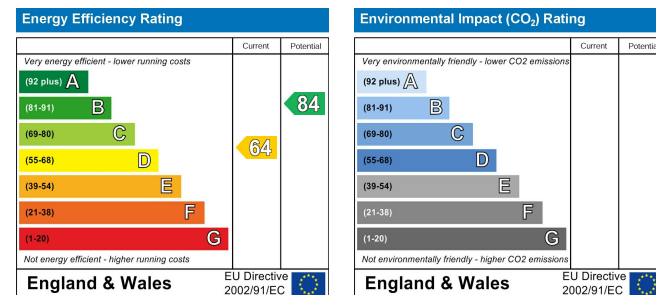 Energy Efficiency Rating
Current Potential
Very energy efficient - lower running costs
(92 plus) A
(81-91) B
84
(69-80) C
64
(55-68) D
(39-54) E
(21-38) F
(1-20) G
Not energy efficient - higher running costs
England & Wales
EU Directive
2002/91/EC
Environmental Impact (CO₂) Rating
Current Potential
Very environmentally friendly - lower CO2 emissions
(92 plus) A
(81-91) B
(69-80) C
(55-68) D
(39-54) E
(21-38) F
(1-20) G
Not environmentally friendly - higher CO2 emissions
England & Wales
EU Directive
2002/91/EC